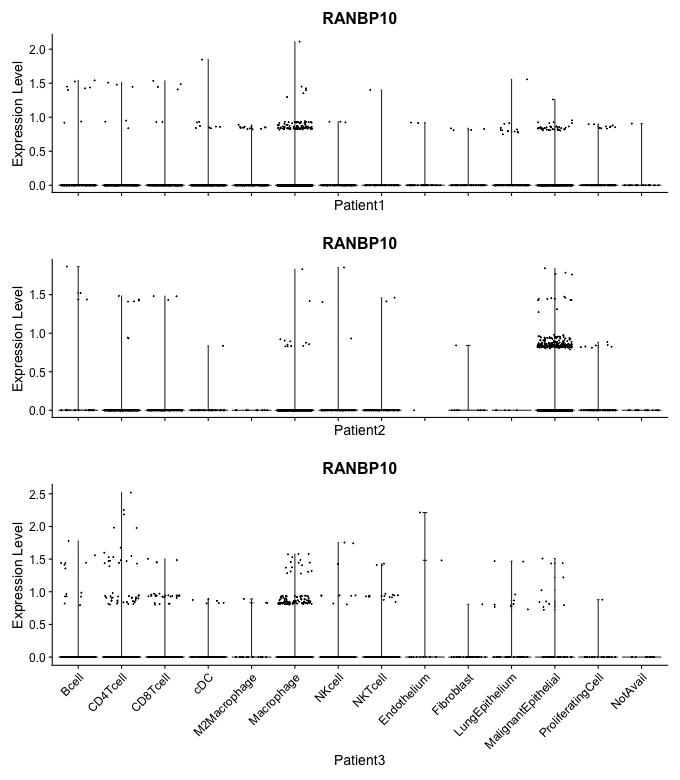 RANBP10
Expression Level
2.0
1.5
1.0
0.5
0.0
Patient1
RANBP10
Expression Level
1.5
1.0
0.5
0.0
Patient2
RANBP10
Expression Level
2.5
2.0
1.5
1.0
0.5
0.0
Bcell
CD4Tcell
CD8Tcell
cDC
M2Macrophage
Macrophage
NKcell
NKTcell
Endothelium
Fibroblast
LungEpithelium
MalignantEpithelial
ProliferatingCell
NotAvail
Patient3